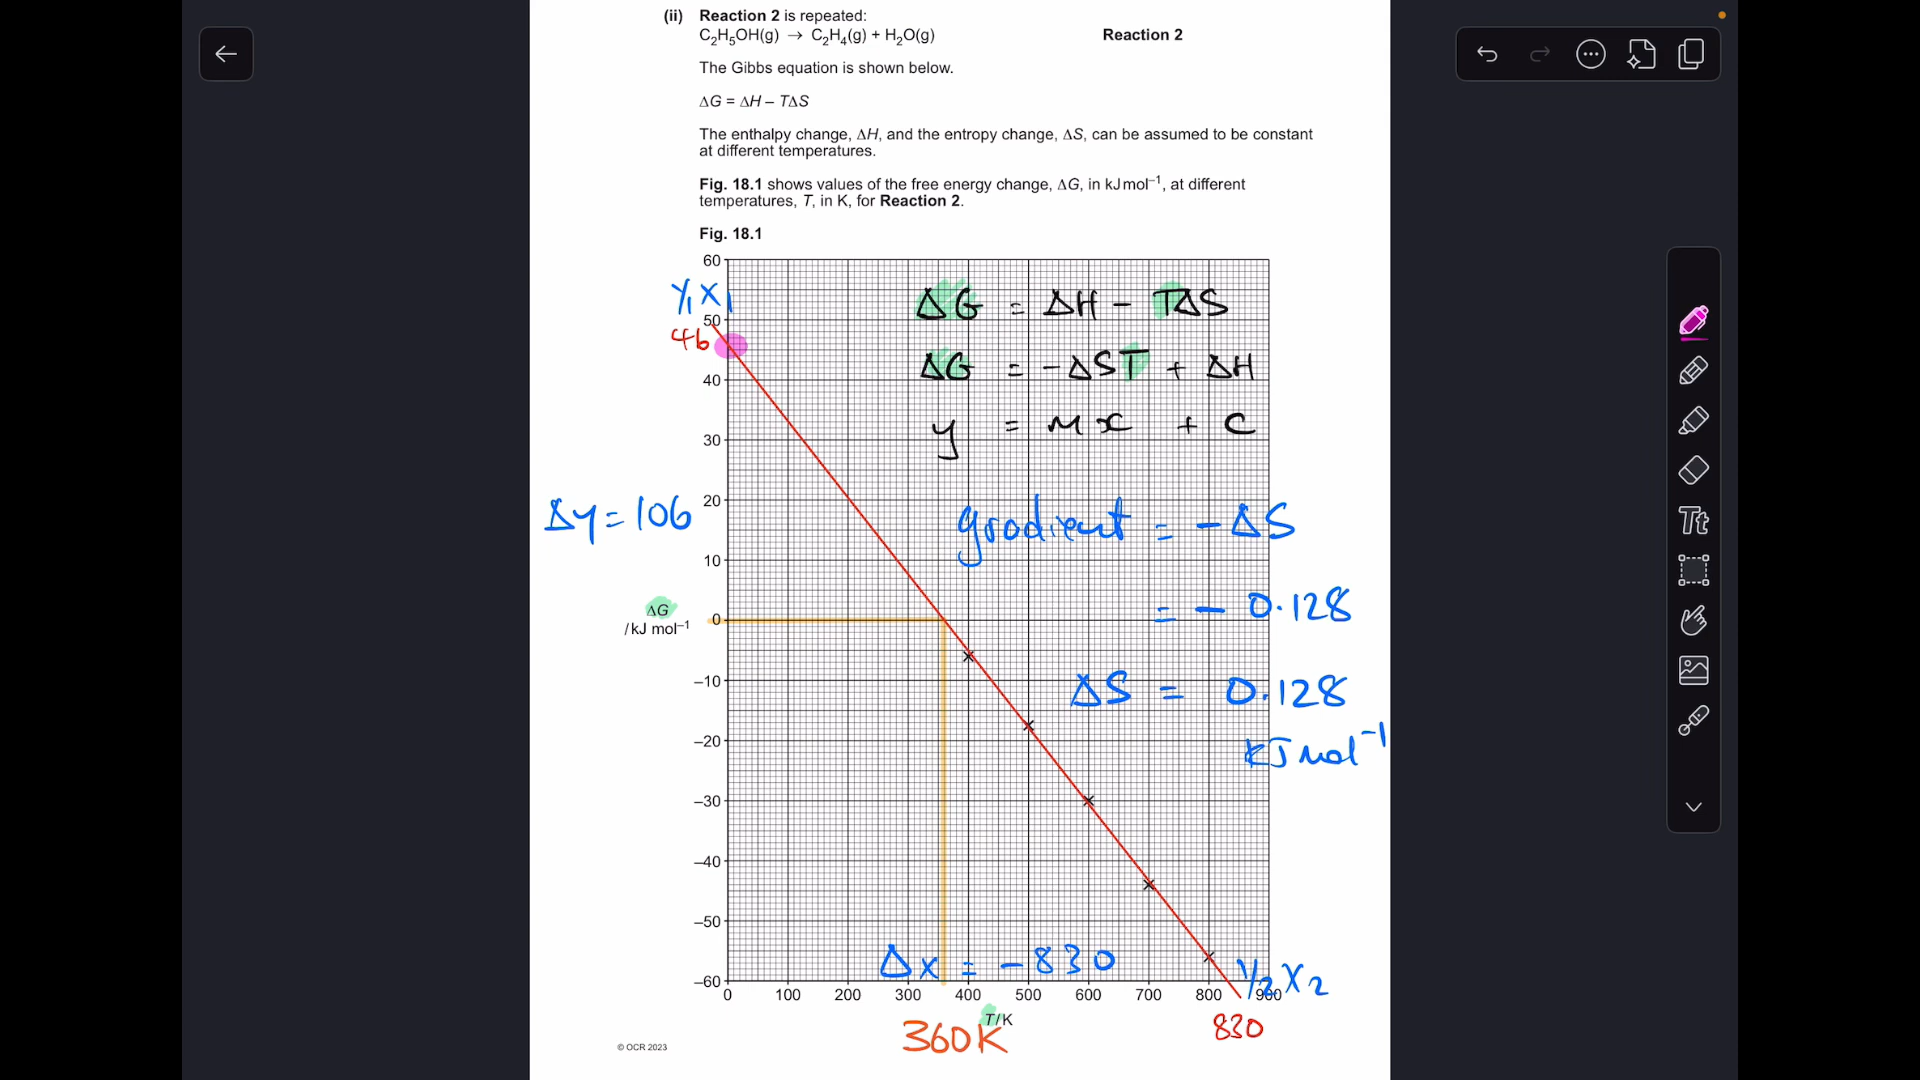 (ii) Reaction 2 is repeated:
C₂H₅OH(g) → C₂H₄(g) + H₂O(g) Reaction 2
The Gibbs equation is shown below.
ΔG = ΔH – TΔS
The enthalpy change, ΔH, and the entropy change, ΔS, can be assumed to be constant
at different temperatures.
Fig. 18.1 shows values of the free energy change, ΔG, in kJ mol⁻¹, at different
temperatures, T, in K, for Reaction 2.
Fig. 18.1
60
Y₁ X₁
ΔG = ΔH - TΔS
50
46
ΔG = -ΔST + ΔH
40
y = mx + c
30
20
Δy = 106
gradient = - ΔS
10
= - 0.128
ΔG
/kJ mol⁻¹
0
–10
ΔS = 0.128
kJ mol⁻¹
–20
–30
–40
–50
Δx = -830
Y₂ X₂
–60
0 100 200 300 400 500 600 700 800 900
T/K
360K
830
© OCR 2023
Tt